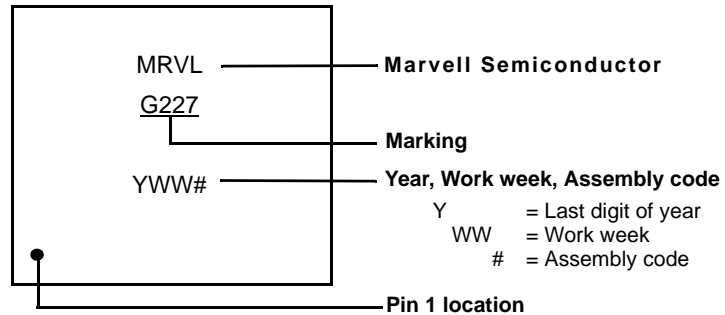 MRVL Marvell Semiconductor
G227
Marking
YWW# Year, Work week, Assembly code
Y = Last digit of year
WW = Work week
# = Assembly code
Pin 1 location